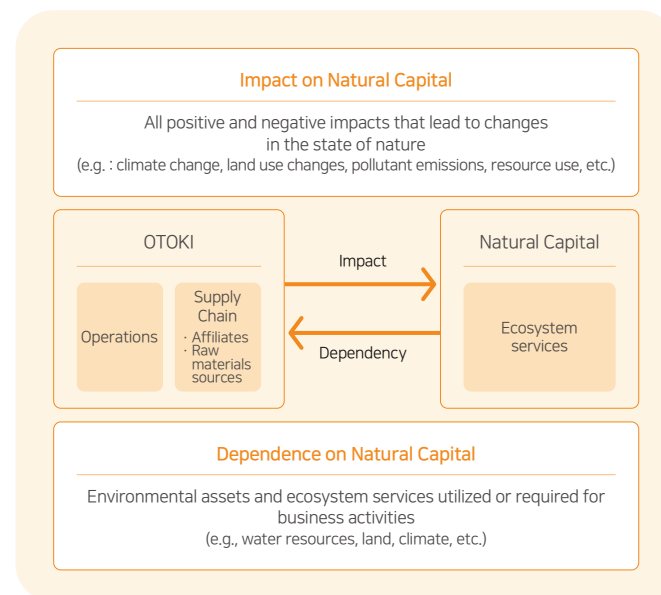 Impact on Natural Capital
All positive and negative impacts that lead to changes
in the state of nature
(e.g. : climate change, land use changes, pollutant emissions, resource use, etc.)
OTOKI
Operations
Supply
Chain
· Affiliates
· Raw
materials
sources
Impact
Dependency
Natural Capital
Ecosystem
services
Dependence on Natural Capital
Environmental assets and ecosystem services utilized or required for
business activities
(e.g., water resources, land, climate, etc.)